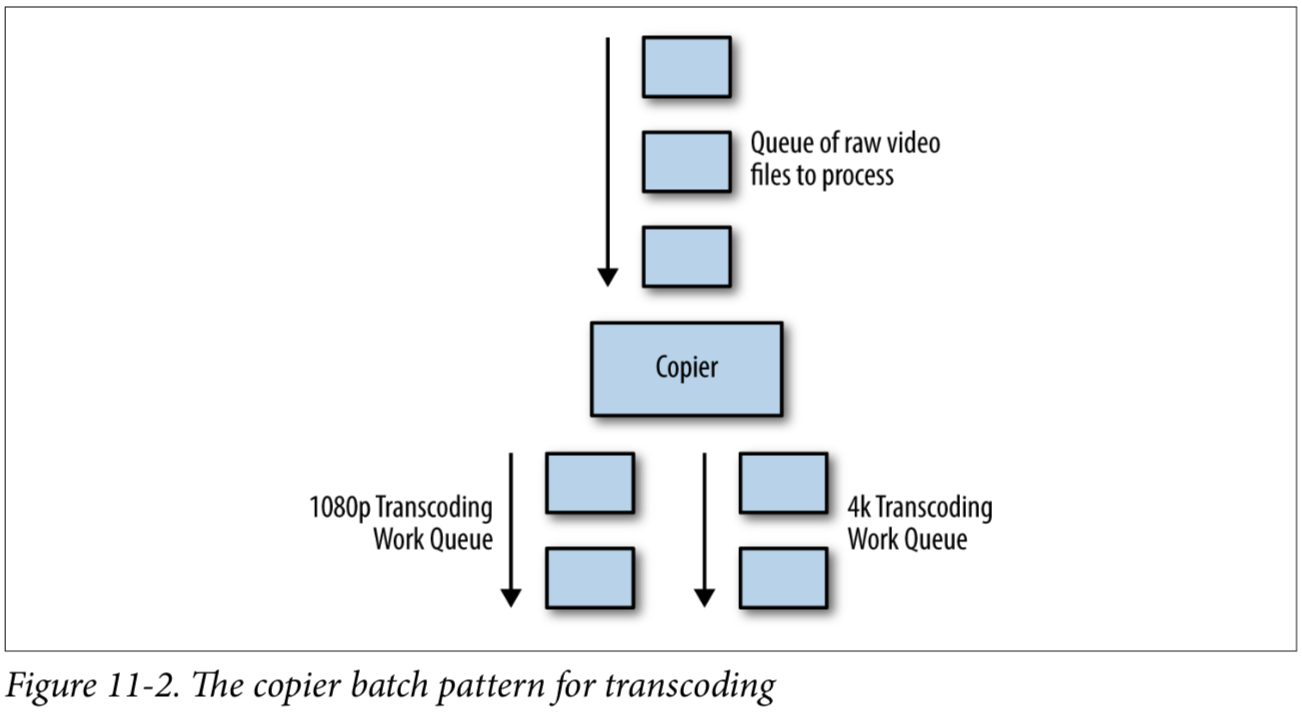 Queue of raw video
files to process
Copier
1080p Transcoding
Work Queue
4k Transcoding
Work Queue
Figure 11-2. The copier batch pattern for transcoding